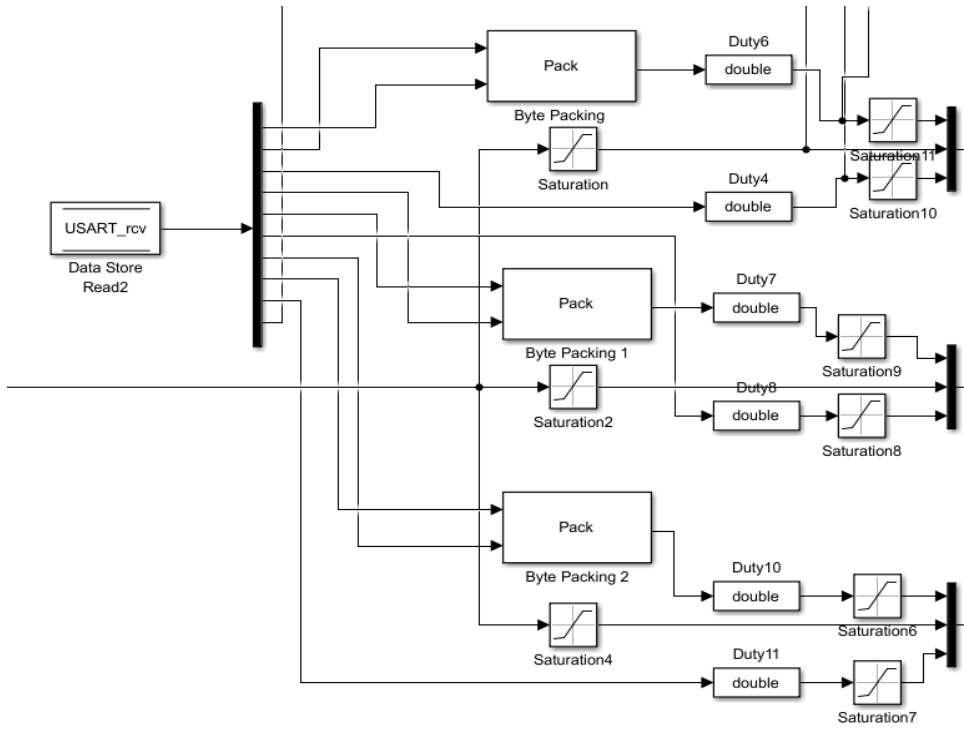 Duty6
Pack
double
Byte Packing
Saturation11
Saturation
Duty4
double
Saturation10
USART_rcv
Data Store
Read2
Duty7
Pack
double
Byte Packing 1
Saturation9
Duty8
double
Saturation2
Saturation8
Pack
Duty10
Byte Packing 2
double
Saturation6
Saturation4
Duty11
double
Saturation7